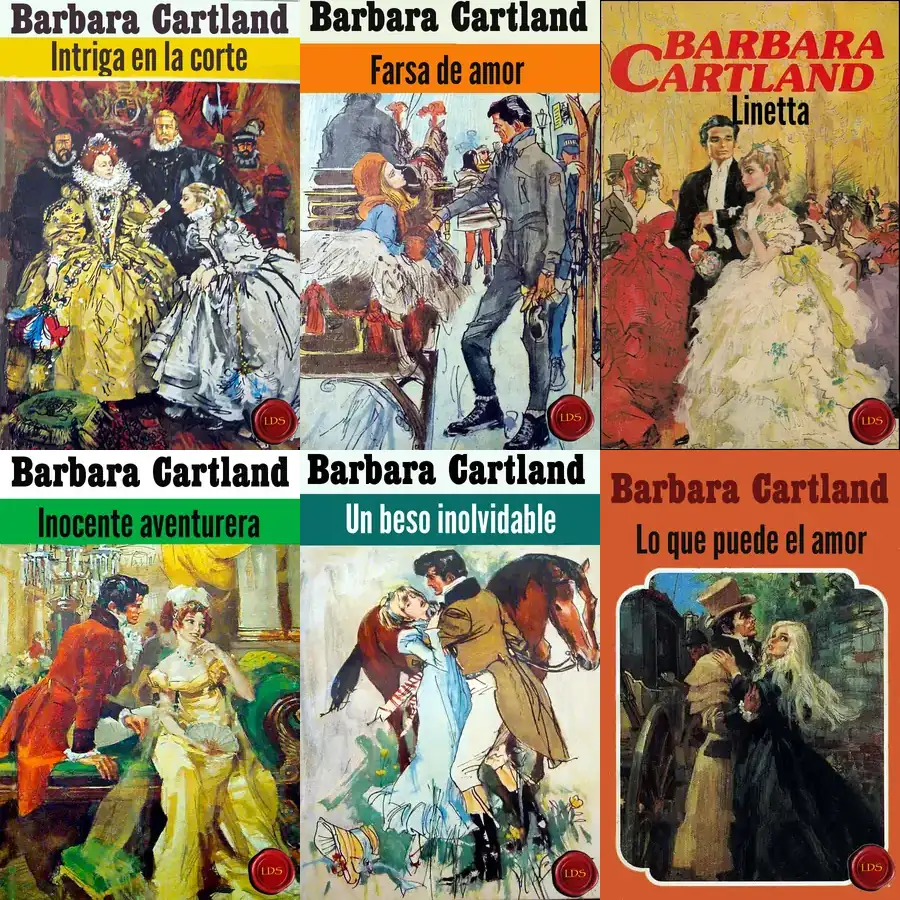 Barbara Cartland
Intriga en la corte
LDS
Barbara Cartland
Farsa de amor
LDS
BARBARA
CARTLAND
Linetta
LDS
Barbara Cartland
Inocente aventurera
LDS
Barbara Cartland
Un beso inolvidable
LDS
Barbara Cartland
Lo que puede el amor
LDS